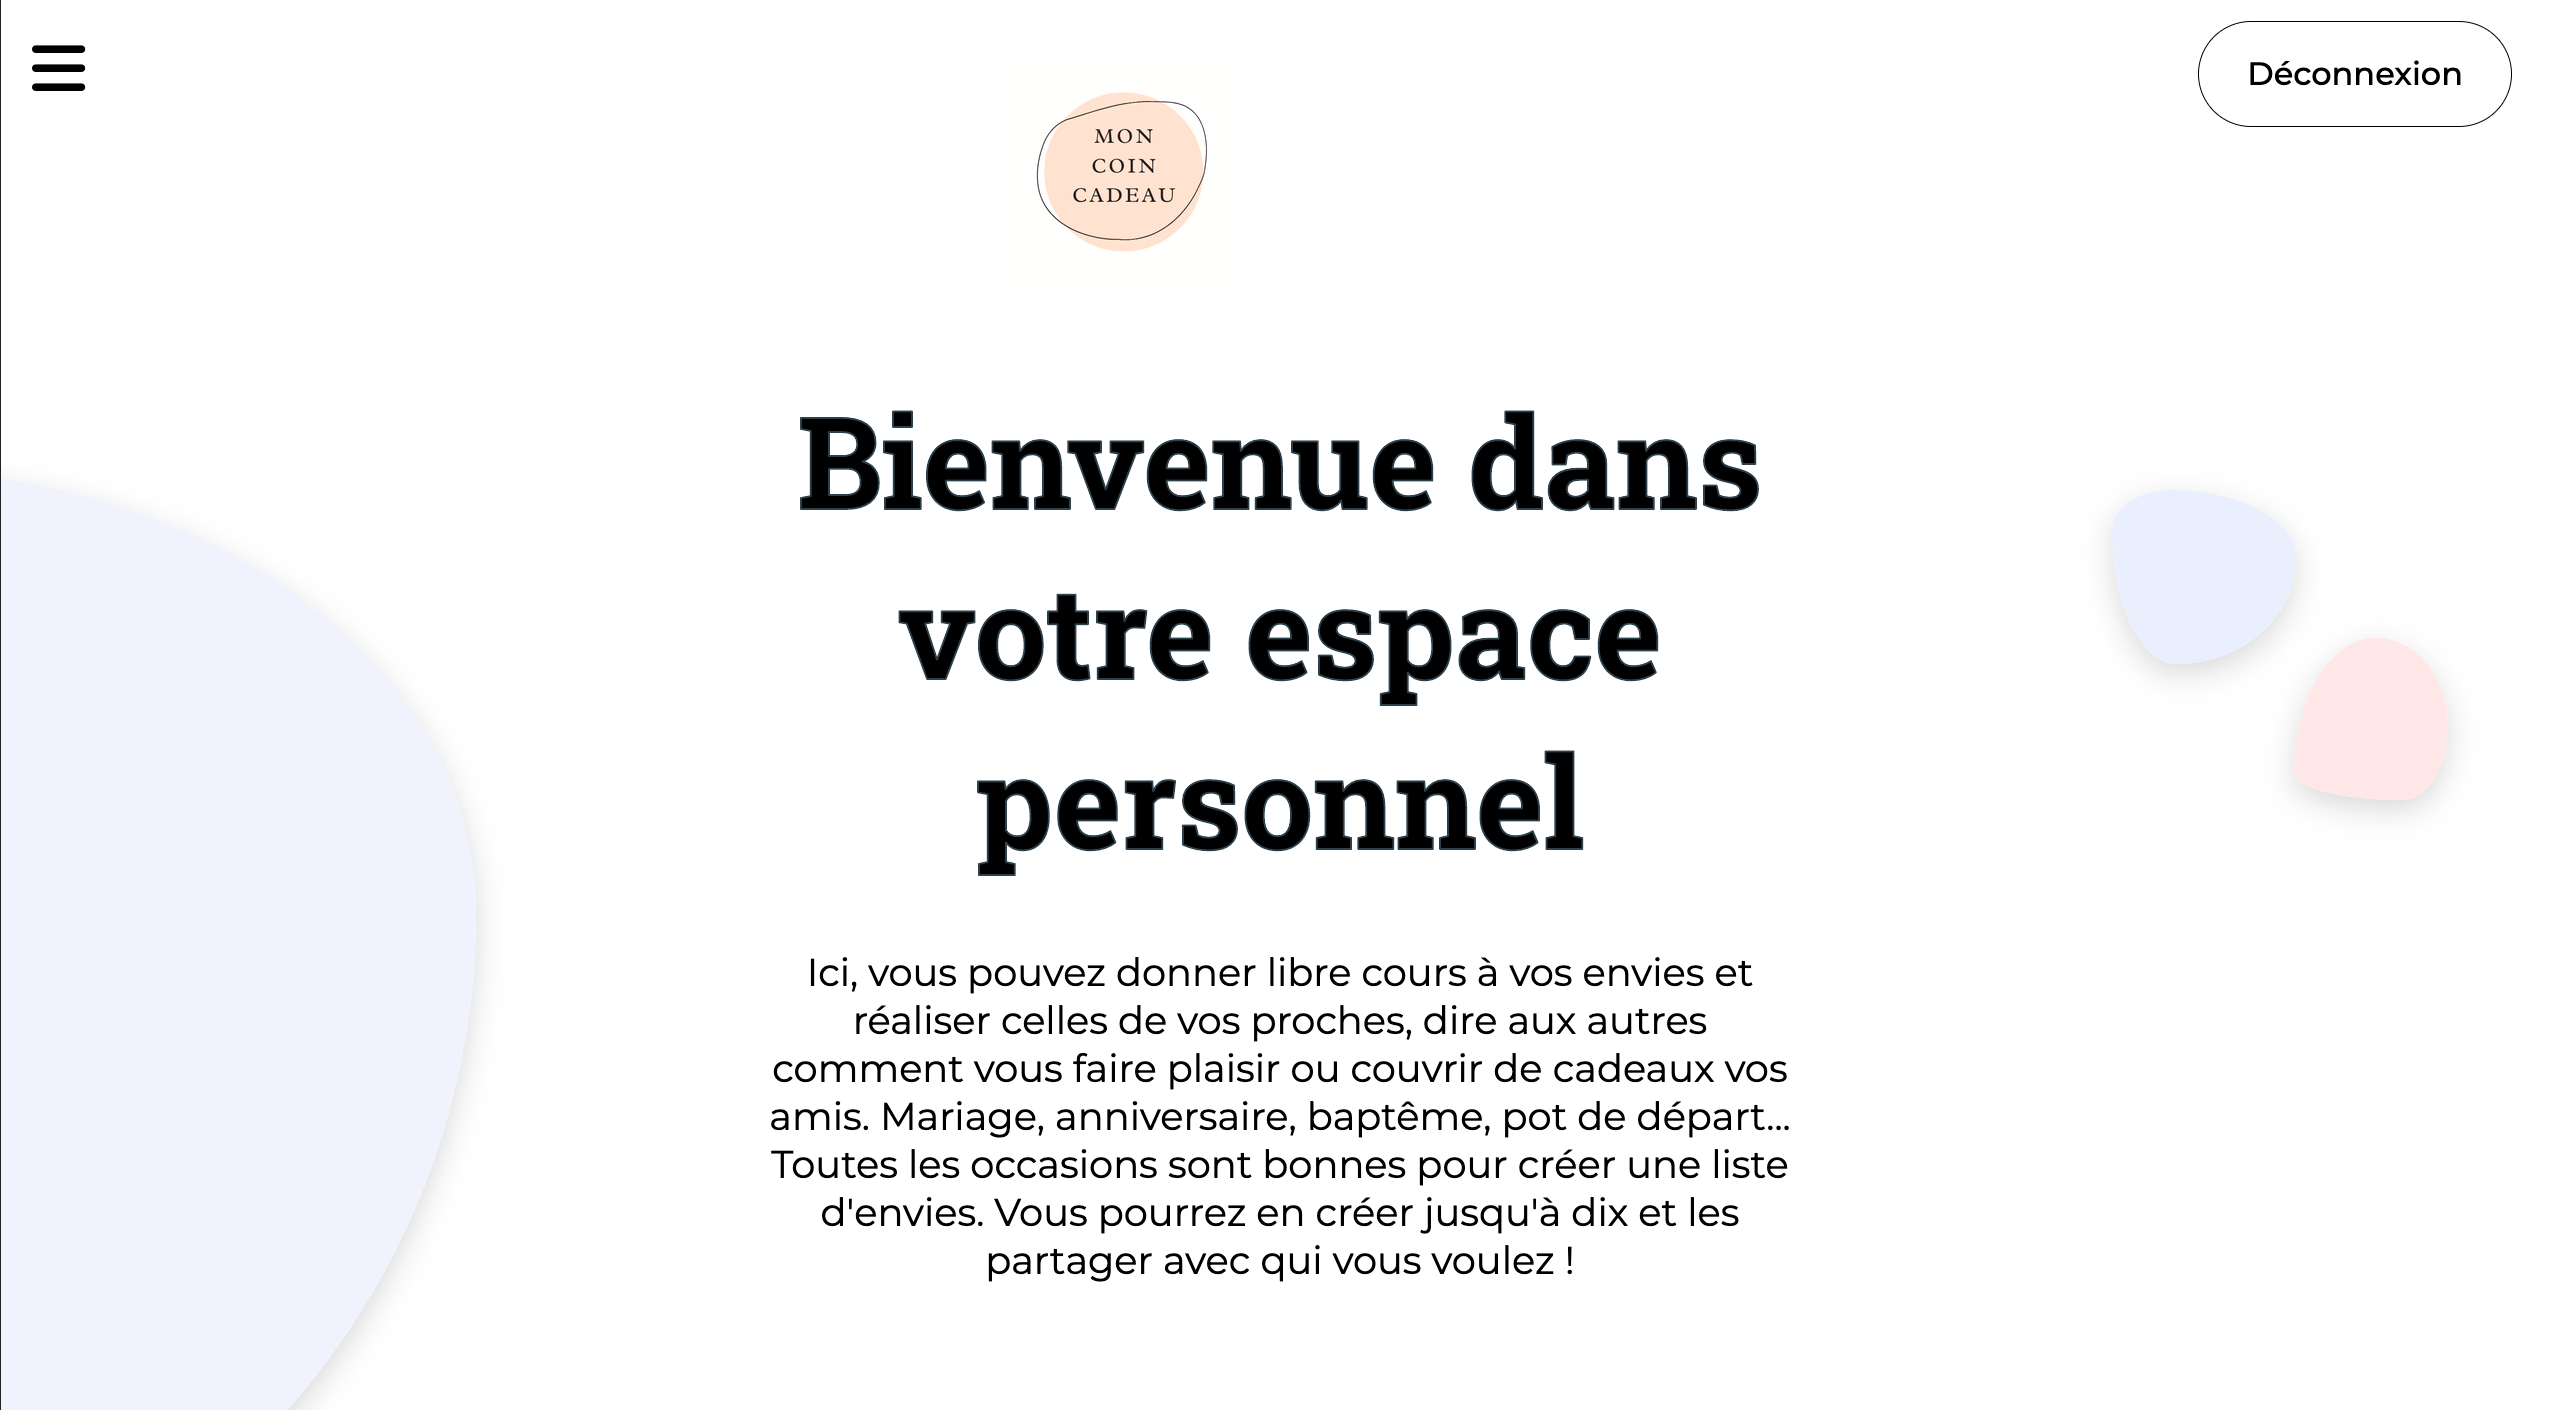 Déconnexion
MON
COIN
CADEAU
Bienvenue dans
votre espace
personnel
Ici, vous pouvez donner libre cours à vos envies et
réaliser celles de vos proches, dire aux autres
comment vous faire plaisir ou couvrir de cadeaux vos
amis. Mariage, anniversaire, baptême, pot de départ...
Toutes les occasions sont bonnes pour créer une liste
d'envies. Vous pourrez en créer jusqu'à dix et les
partager avec qui vous voulez !